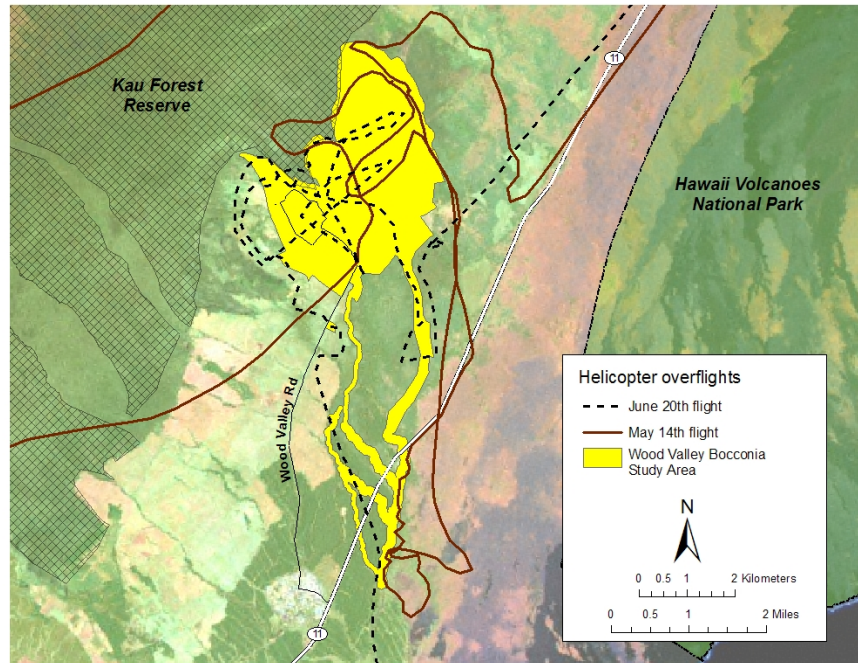 11
Kau Forest
Reserve
Hawaii Volcanoes
National Park
Wood Valley Rd
11
Helicopter overflights
June 20th flight
May 14th flight
Wood Valley Bocconia
Study Area
N
0 0.5 1 2 Kilometers
0 0.5 1 2 Miles